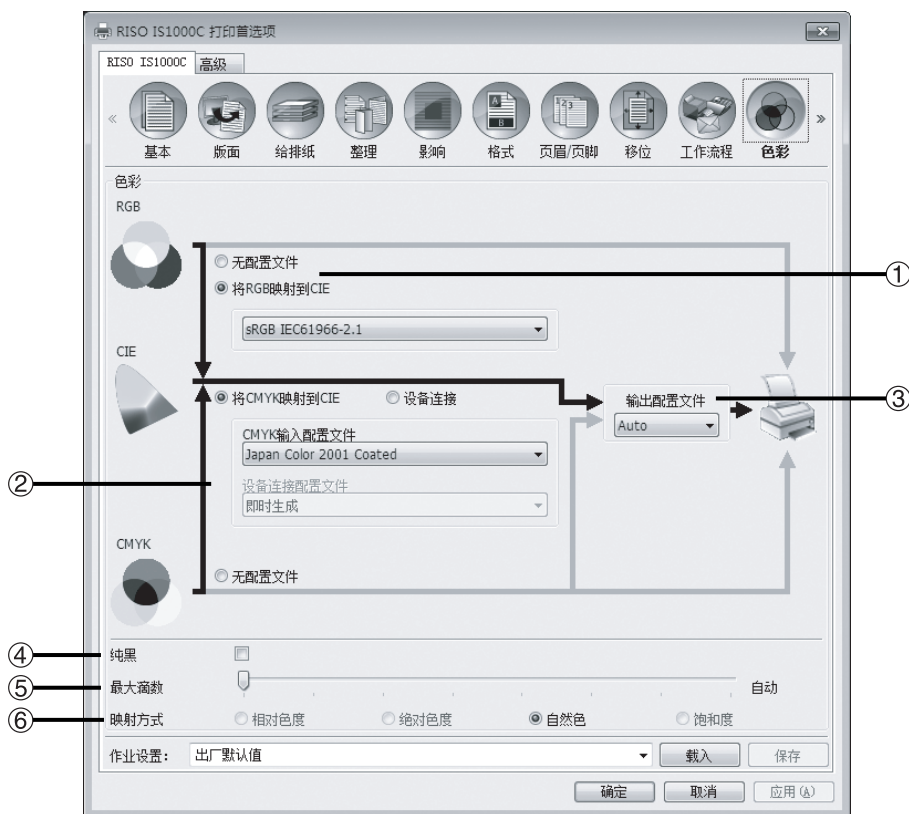 RISO IS1000C 打印首选项
RISO IS1000C 高级
« 基本 版面 给排纸 整理 影响 格式 页眉/页脚 移位 工作流程 色彩 »
色彩
RGB
无配置文件
①
将RGB映射到CIE
sRGB IEC61966-2.1
CIE
将CMYK映射到CIE 设备连接
输出配置文件
③
Auto
CMYK输入配置文件
Japan Color 2001 Coated
②
设备连接配置文件
即时生成
CMYK
无配置文件
④ 纯黑
⑤ 最大滴数 自动
⑥ 映射方式 相对色度 绝对色度 自然色 饱和度
作业设置： 出厂默认值 载入 保存
确定 取消 应用(A)